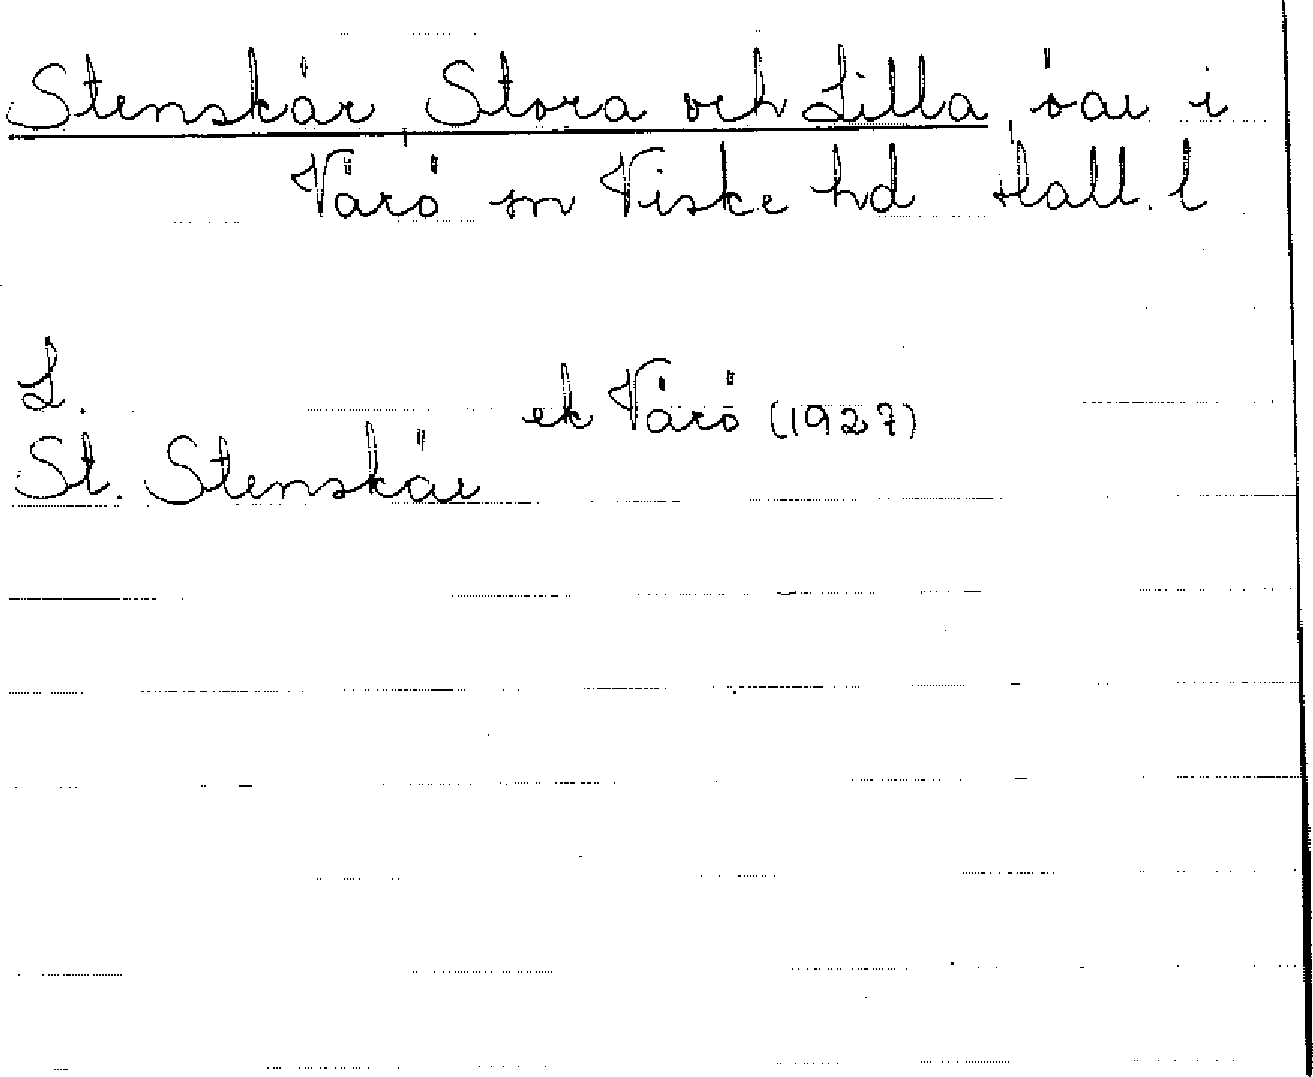 Stenskär, Stora och Lilla, öar i
Värö sn Viske hd Hall. l
L.
ek Värö (1927)
St. Stenskär